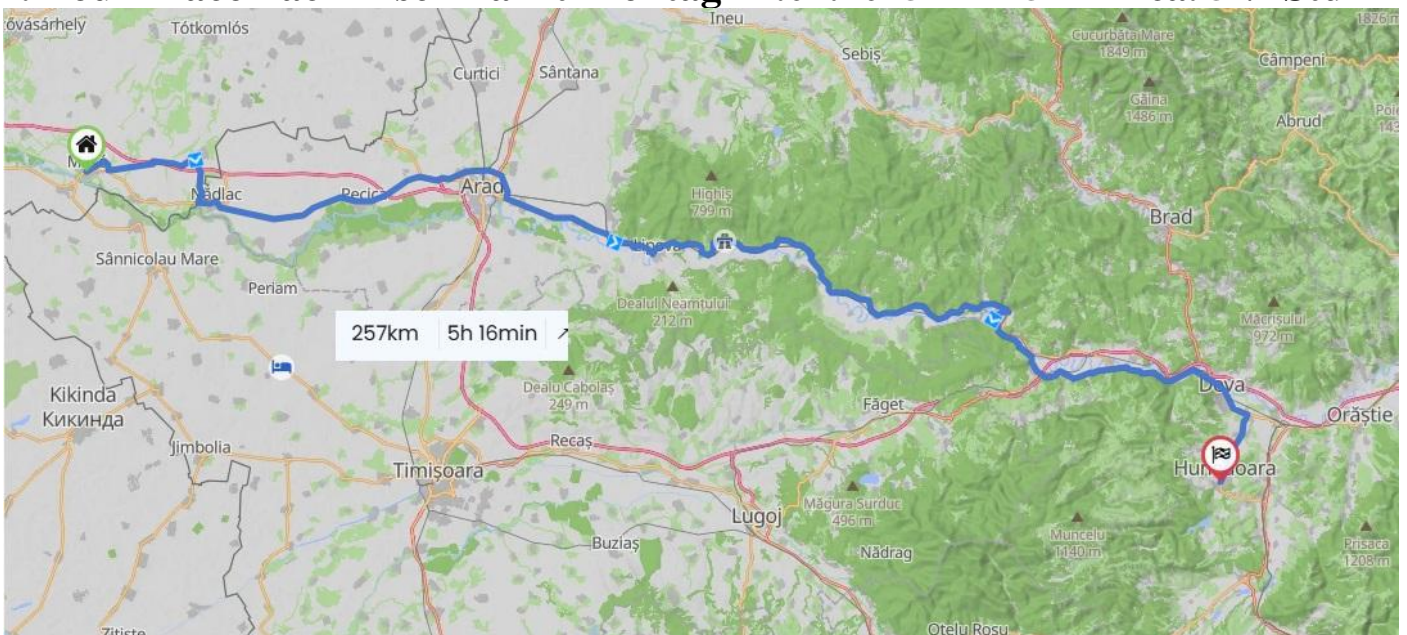 Tótkomlós
Ineu
Cucurbăta Mare
1849 m
1826 m
Sebiș
Câmpeni
Curtici
Sântana
Găina
1486 m
Abrud
Nădlac
Pecica
Arad
Highiș
799 m
Lipova
Brad
Sânnicolau Mare
Periam
Dealul Neamțului
212 m
Măcrișului
972 m
257km 5h 16min
Dealu Cabolaș
249 m
Deva
Kikinda
Кикинда
Făget
Orăștie
Jimbolia
Recaș
Timișoara
Hunedoara
Măgura Surduc
496 m
Lugoj
Muncelu
1140 m
Prisaca
1208 m
Buziaș
Nădrag
Oțelu Roșu